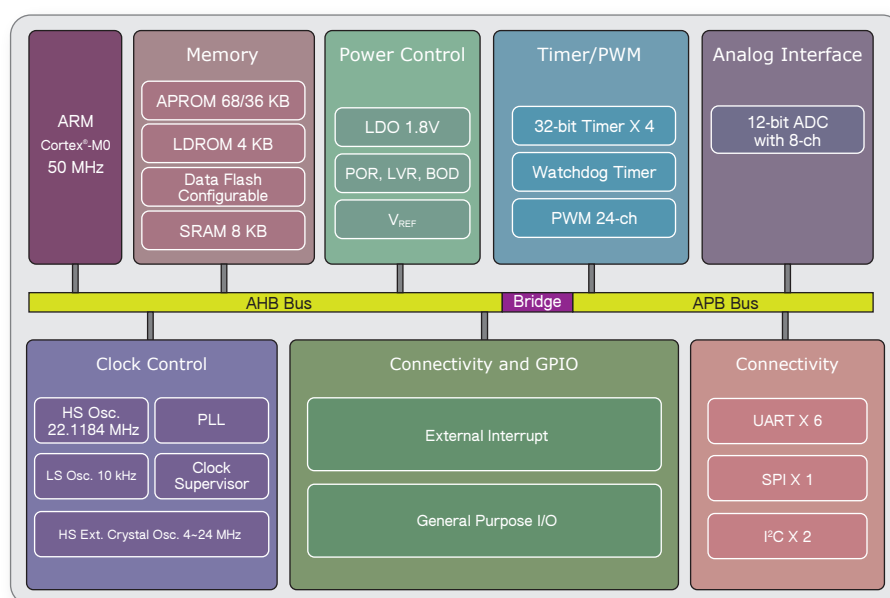 ARM
Cortex®-M0
50 MHz
Memory
APROM 68/36 KB
LDROM 4 KB
Data Flash
Configurable
SRAM 8 KB
Power Control
LDO 1.8V
POR, LVR, BOD
VREF
Timer/PWM
32-bit Timer X 4
Watchdog Timer
PWM 24-ch
Analog Interface
12-bit ADC
with 8-ch
AHB Bus
Bridge
APB Bus
Clock Control
HS Osc.
22.1184 MHz
PLL
LS Osc. 10 kHz
Clock
Supervisor
HS Ext. Crystal Osc. 4~24 MHz
Connectivity and GPIO
External Interrupt
General Purpose I/O
Connectivity
UART X 6
SPI X 1
I²C X 2